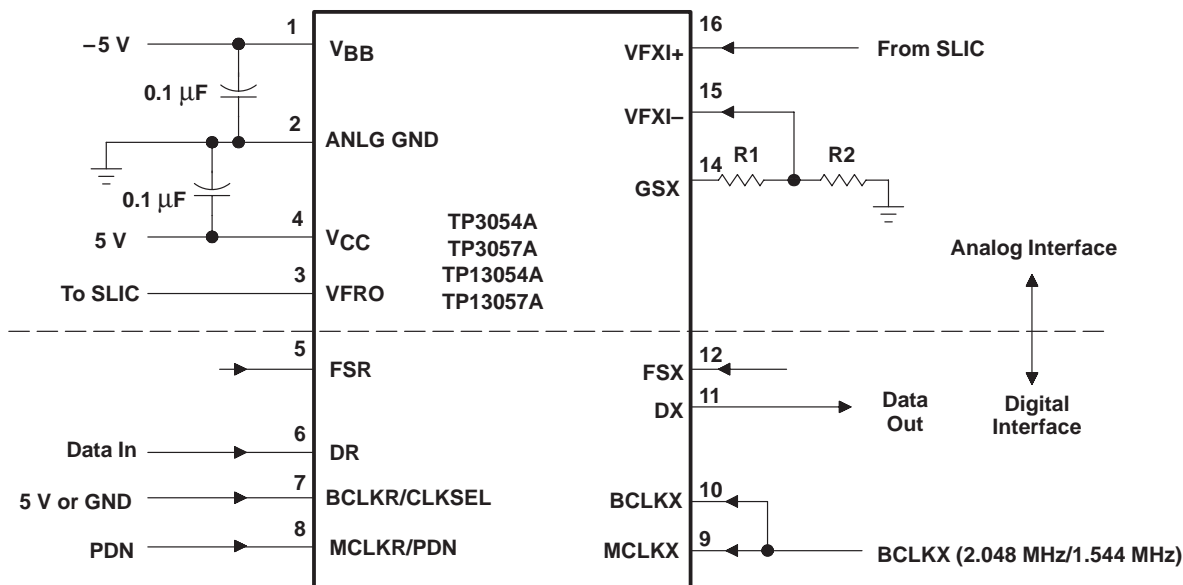 –5 V
1
VBB
0.1 μF
2
ANLG GND
0.1 μF
4
5 V
VCC
3
To SLIC
VFRO
TP3054A
TP3057A
TP13054A
TP13057A
16
VFXI+
From SLIC
15
VFXI–
R1
R2
14
GSX
Analog Interface
5
FSR
12
FSX
11
DX
Data
Out
Digital
Interface
6
Data In
DR
7
5 V or GND
BCLKR/CLKSEL
8
PDN
MCLKR/PDN
10
BCLKX
9
MCLKX
BCLKX (2.048 MHz/1.544 MHz)